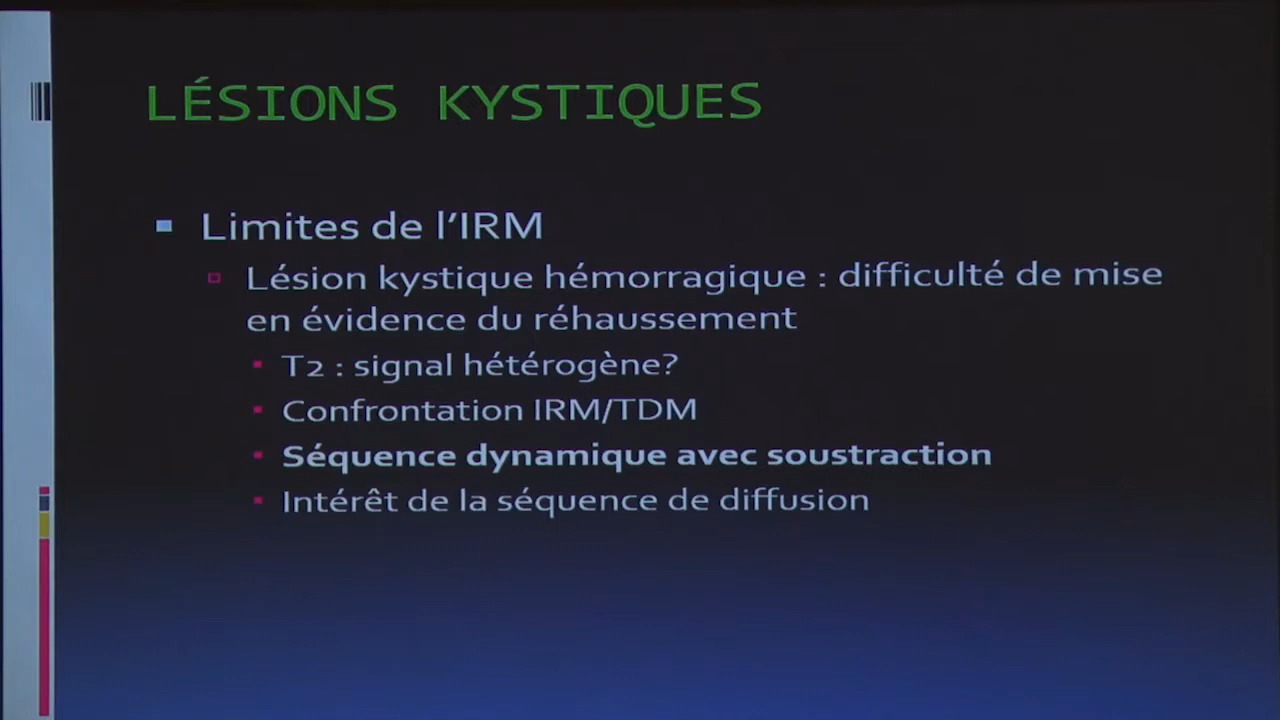 LÉSIONS KYSTIQUES
Limites de l'IRM
Lésion kystique hémorragique : difficulté de mise
en évidence du réhaussement
T2 : signal hétérogène?
Confrontation IRM/TDM
Séquence dynamique avec soustraction
Intérêt de la séquence de diffusion